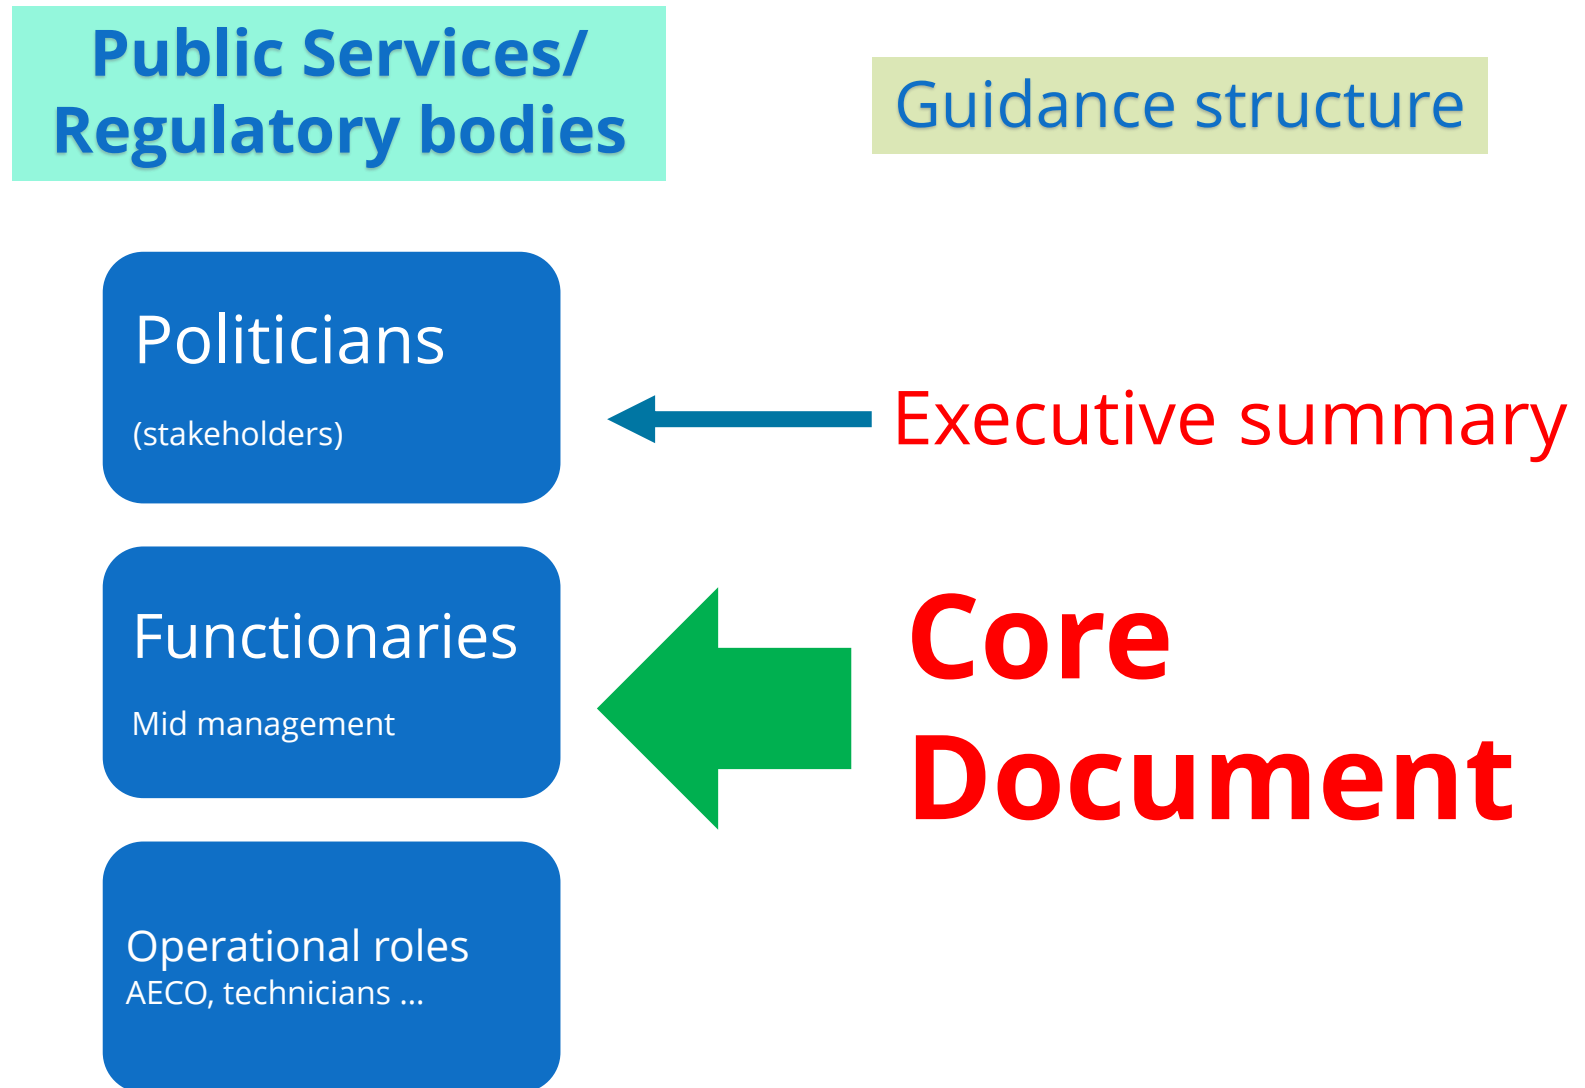 Public Services/
Regulatory bodies
Guidance structure
Politicians
(stakeholders)
Executive summary
Functionaries
Mid management
Core
Document
Operational roles
AECO, technicians ...